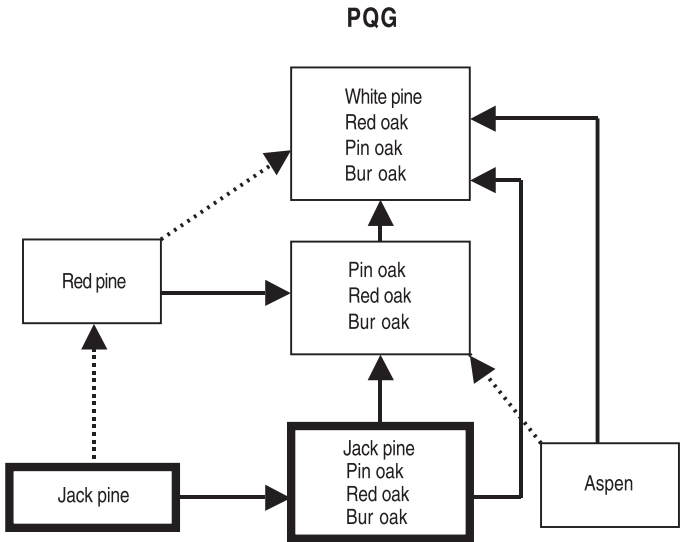 PQG
White pine
Red oak
Pin oak
Bur oak
Red pine
Pin oak
Red oak
Bur oak
Jack pine
Jack pine
Pin oak
Red oak
Bur oak
Aspen